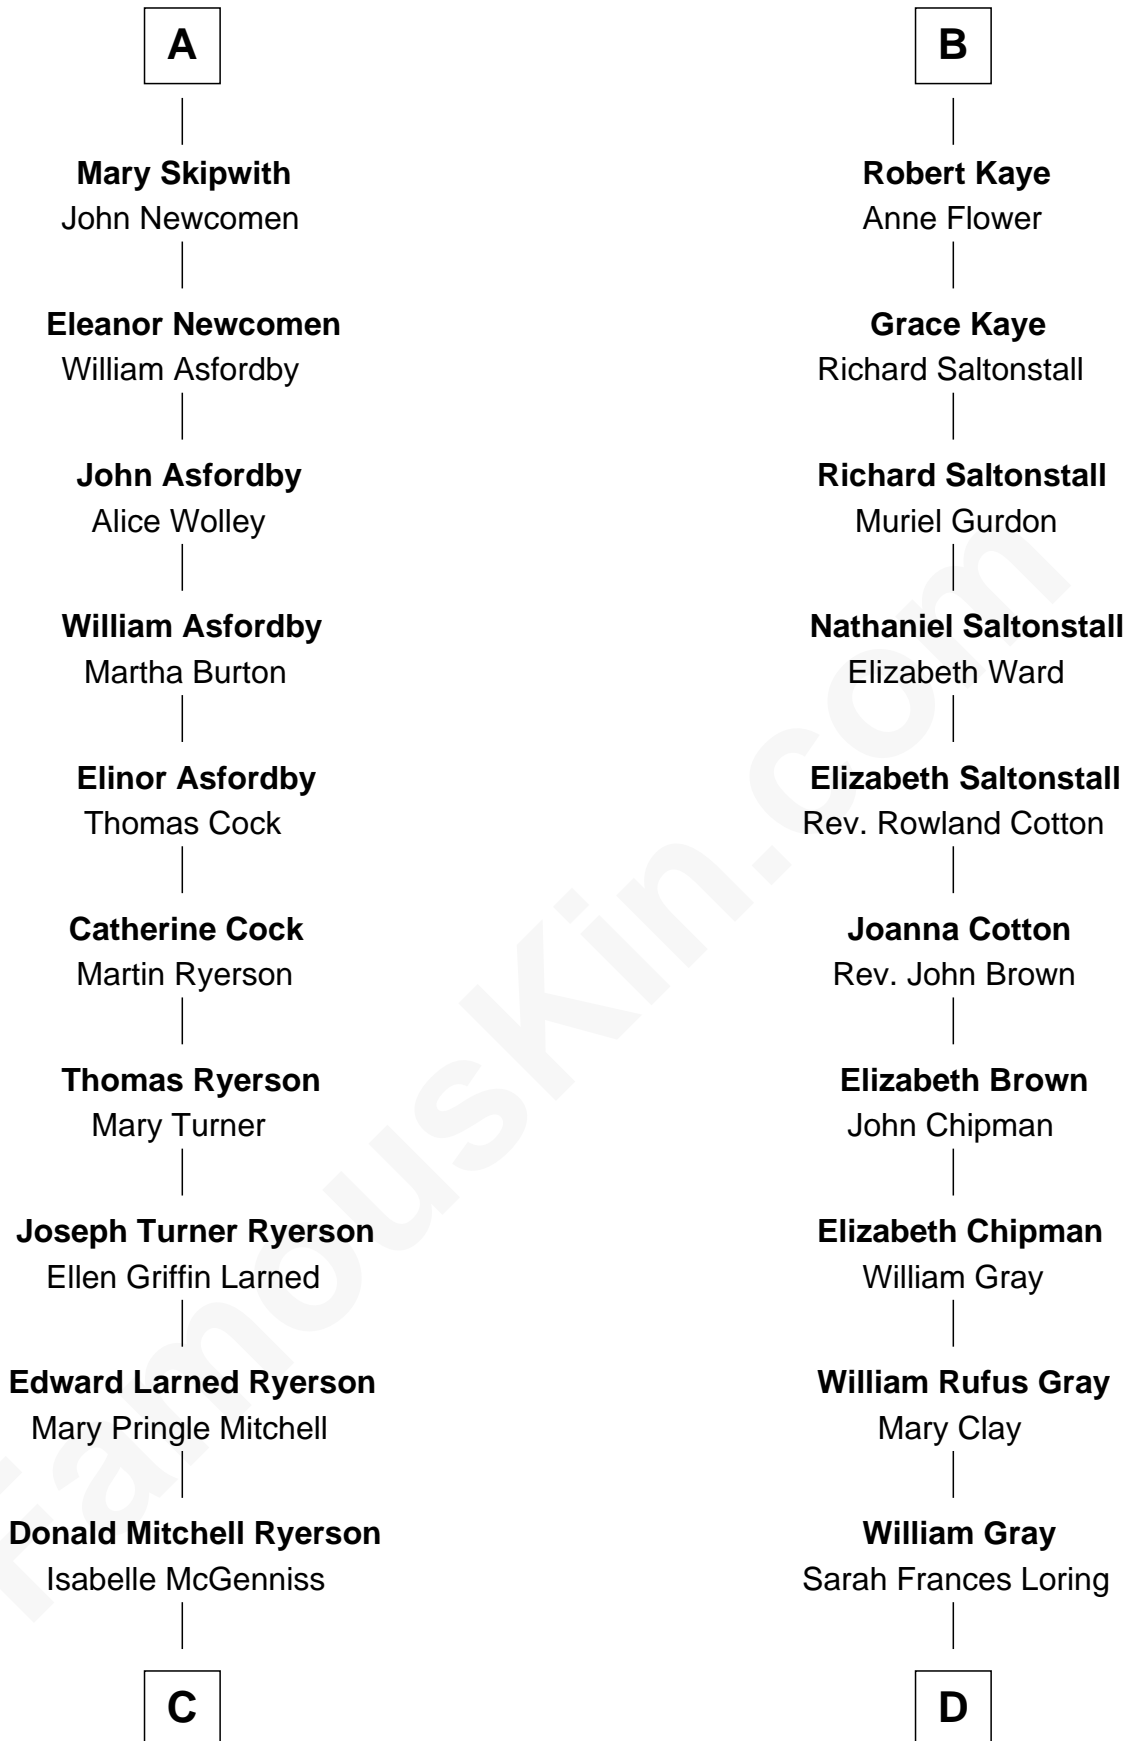 A
Mary Skipwith
John Newcomen
Eleanor Newcomen
William Asfordby
John Asfordby
Alice Wolley
William Asfordby
Martha Burton
Elinor Asfordby
Thomas Cock
Catherine Cock
Martin Ryerson
Thomas Ryerson
Mary Turner
Joseph Turner Ryerson
Ellen Griffin Larned
Edward Larned Ryerson
Mary Pringle Mitchell
Donald Mitchell Ryerson
Isabelle McGenniss
C
B
Robert Kaye
Anne Flower
Grace Kaye
Richard Saltonstall
Richard Saltonstall
Muriel Gurdon
Nathaniel Saltonstall
Elizabeth Ward
Elizabeth Saltonstall
Rev. Rowland Cotton
Joanna Cotton
Rev. John Brown
Elizabeth Brown
John Chipman
Elizabeth Chipman
William Gray
William Rufus Gray
Mary Clay
William Gray
Sarah Frances Loring
D
FamousKin.com